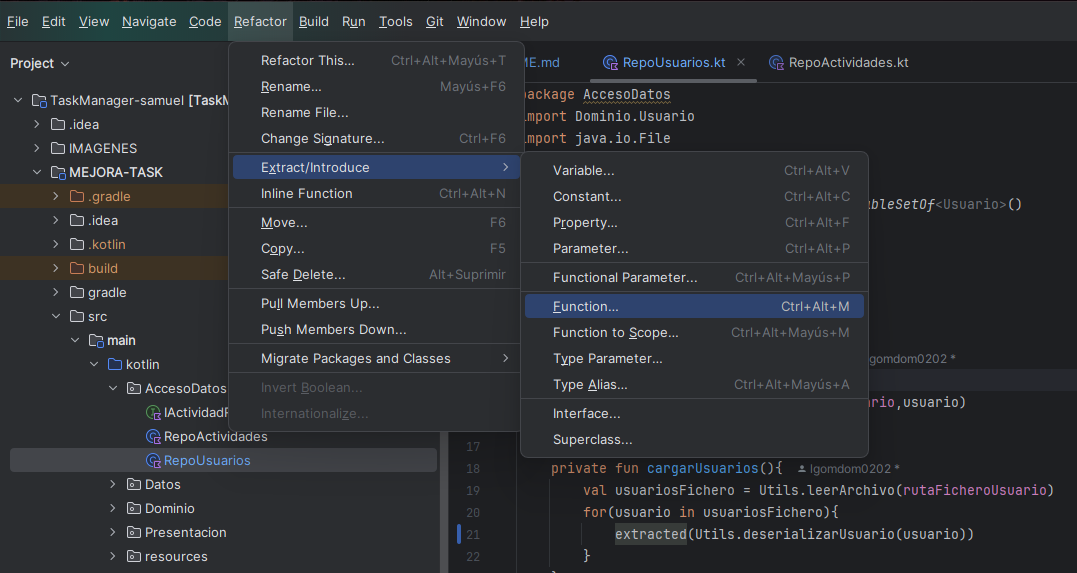 File Edit View Navigate Code Refactor Build Run Tools Git Window Help
Project
TaskManager-samuel [TaskM
.idea
IMAGENES
MEJORA-TASK
.gradle
.idea
.kotlin
build
gradle
src
main
kotlin
AccesoDatos
IActividadR
RepoActividades
RepoUsuarios
Datos
Dominio
Presentacion
resources
Refactor This... Ctrl+Alt+Mayús+T
Rename... Mayús+F6
Rename File...
Change Signature... Ctrl+F6
Extract/Introduce
Inline Function Ctrl+Alt+N
Move... F6
Copy... F5
Safe Delete... Alt+Suprimir
Pull Members Up...
Push Members Down...
Migrate Packages and Classes
Invert Boolean...
Internationalize...
Variable... Ctrl+Alt+V
Constant... Ctrl+Alt+C
Property... Ctrl+Alt+F
Parameter... Ctrl+Alt+P
Functional Parameter... Ctrl+Alt+Mayús+P
Function... Ctrl+Alt+M
Function to Scope... Ctrl+Alt+Mayús+M
Type Parameter...
Type Alias... Ctrl+Alt+Mayús+A
Interface...
Superclass...
ME.md RepoUsuarios.kt RepoActividades.kt
package AccesoDatos
import Dominio.Usuario
import java.io.File
ableSetOf<Usuario>()
lgomdom0202 *
ario,usuario)
17
18 private fun cargarUsuarios(){ lgomdom0202 *
19 val usuariosFichero = Utils.leerArchivo(rutaFicheroUsuario)
20 for(usuario in usuariosFichero){
21 extracted(Utils.deserializarUsuario(usuario))
22 }